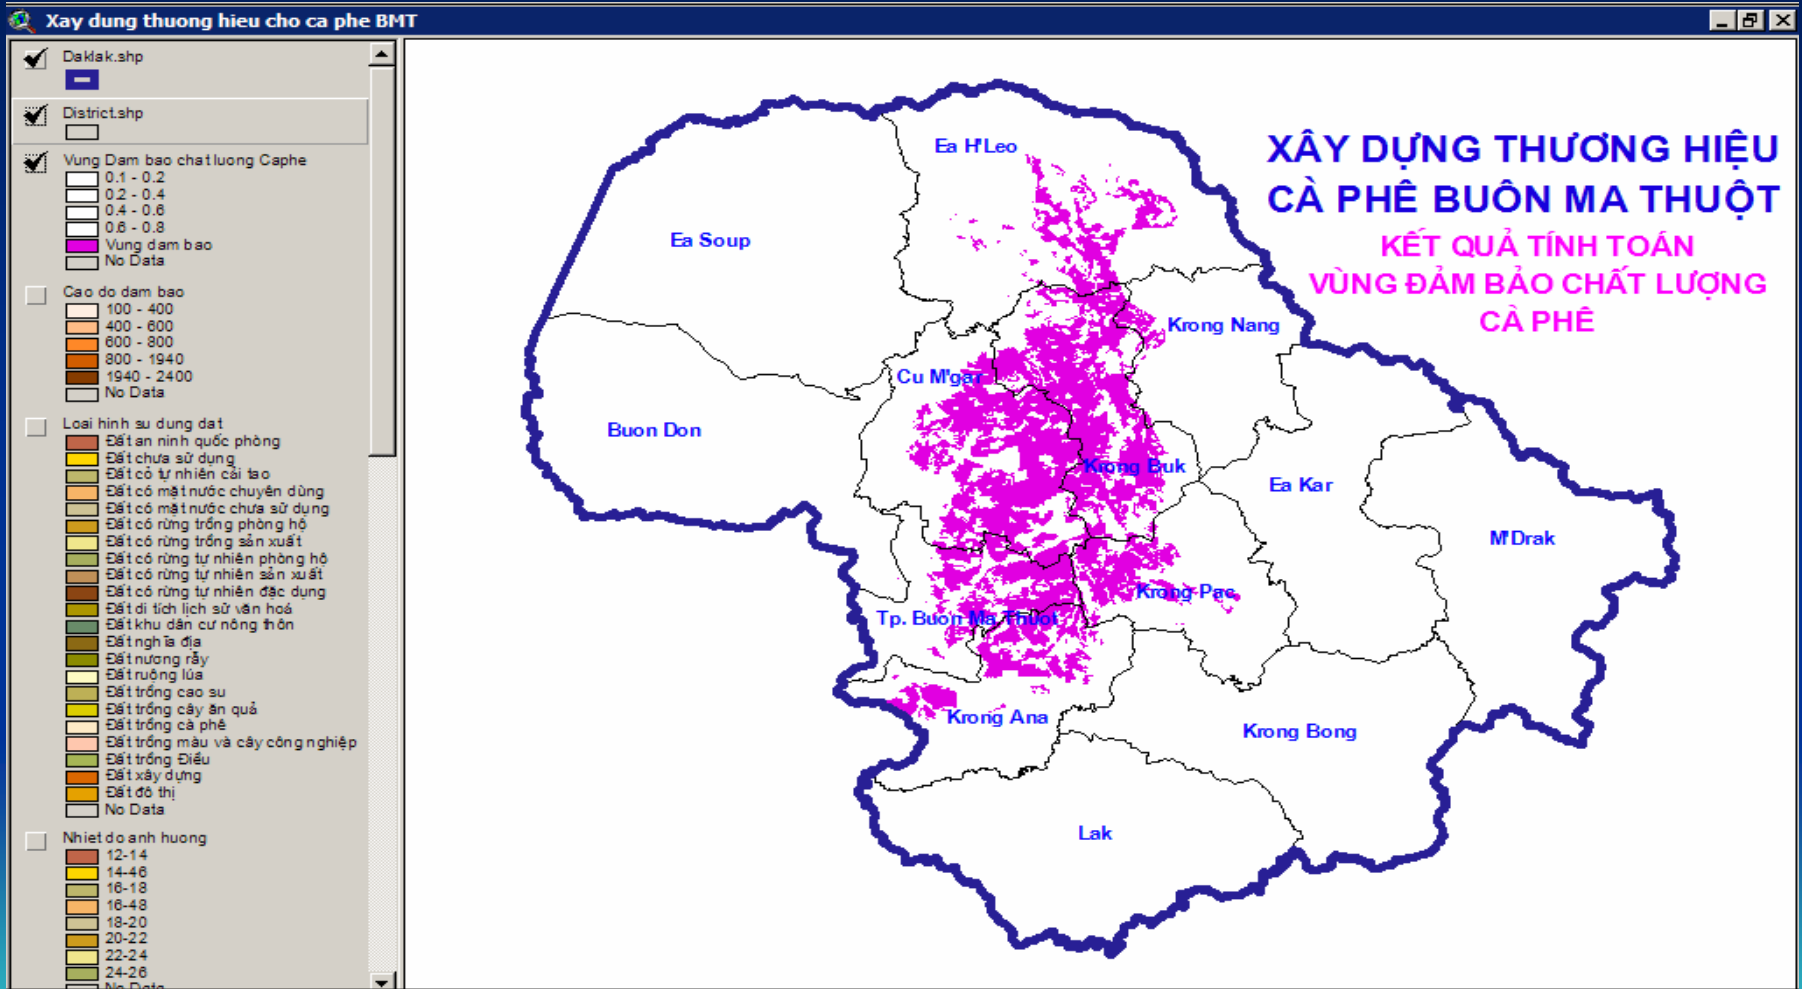 Xay dung thuong hieu cho ca phe BMT
Daklak.shp
District.shp
Vung Dam bao chat luong Caphe
0.1 - 0.2
0.2 - 0.4
0.4 - 0.6
0.6 - 0.8
Vung dam bao
No Data
Cao do dam bao
100 - 400
400 - 600
600 - 800
800 - 1940
1940 - 2400
No Data
Loai hinh su dung dat
Đất an ninh quốc phòng
Đất chưa sử dụng
Đất cỏ tự nhiên cải tạo
Đất có mặt nước chuyên dùng
Đất có mặt nước chưa sử dụng
Đất có rừng trồng phòng hộ
Đất có rừng trồng sản xuất
Đất có rừng tự nhiên phòng hộ
Đất có rừng tự nhiên sản xuất
Đất có rừng tự nhiên đặc dụng
Đất di tích lịch sử văn hoá
Đất khu dân cư nông thôn
Đất nghĩa địa
Đất nương rẫy
Đất ruộng lúa
Đất trồng cao su
Đất trồng cây ăn quả
Đất trồng cà phê
Đất trồng màu và cây công nghiệp
Đất trồng Điều
Đất xây dựng
Đất đô thị
No Data
Nhiet do anh huong
12-14
14-46
16-18
16-48
18-20
20-22
22-24
24-26
No Data
XÂY DỰNG THƯƠNG HIỆU
CÀ PHÊ BUÔN MA THUỘT
KẾT QUẢ TÍNH TOÁN
VÙNG ĐẢM BẢO CHẤT LƯỢNG
CÀ PHÊ
Ea H'Leo
Ea Soup
Krong Nang
Cu M'gar
Buon Don
Krong Buk
Ea Kar
M'Drak
Krong Pac
Tp. Buon Ma Thuot
Krong Ana
Krong Bong
Lak